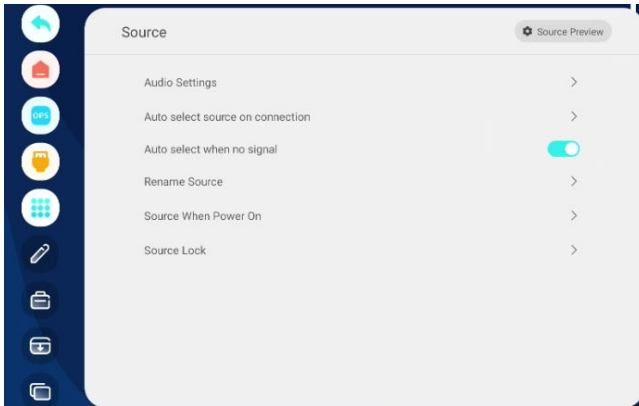 Source
Source Preview
Audio Settings
Auto select source on connection
OPS
Auto select when no signal
Rename Source
Source When Power On
Source Lock